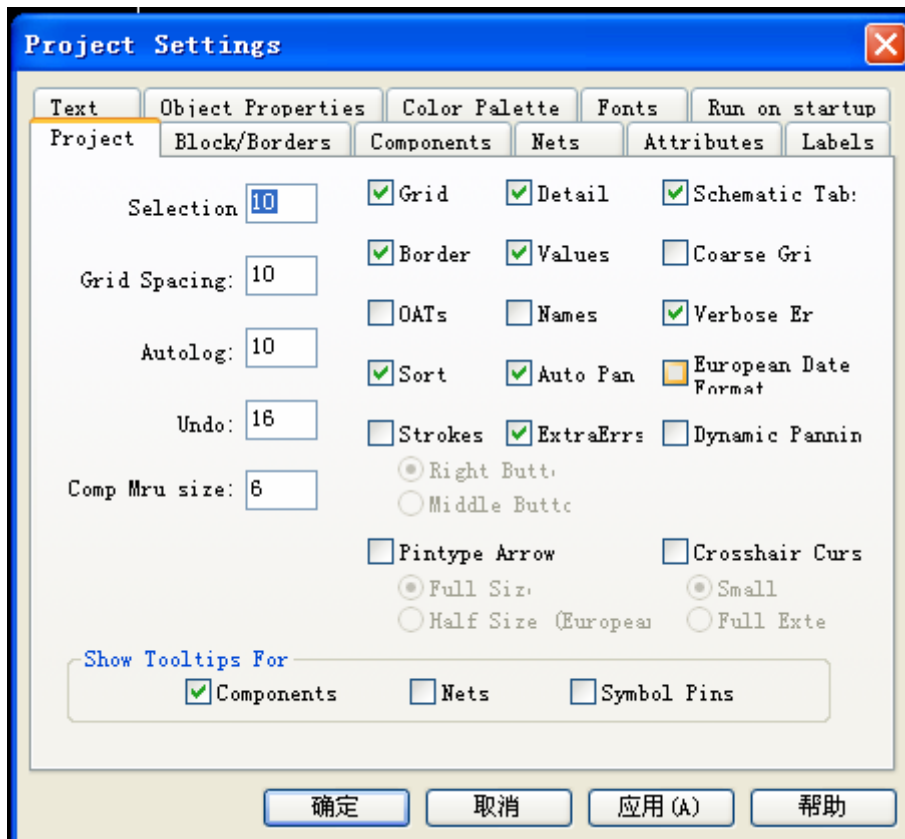 Project Settings
Text Object Properties Color Palette Fonts Run on startup
Project Block/Borders Components Nets Attributes Labels
Selection 10 Grid Detail Schematic Tab:
Grid Spacing: 10 Border Values Coarse Gri
OATs Names Verbose Er
Autolog: 10 Sort Auto Pan European Date
Format
Undo: 16 Strokes ExtraErrs Dynamic Pannin
Right Butt
Comp Mru size: 6 Middle Buttc
Pintype Arrow Crosshair Curs
Full Siz Small
Half Size (Europear Full Exte
Show Tooltips For
Components Nets Symbol Pins
确定 取消 应用(A) 帮助